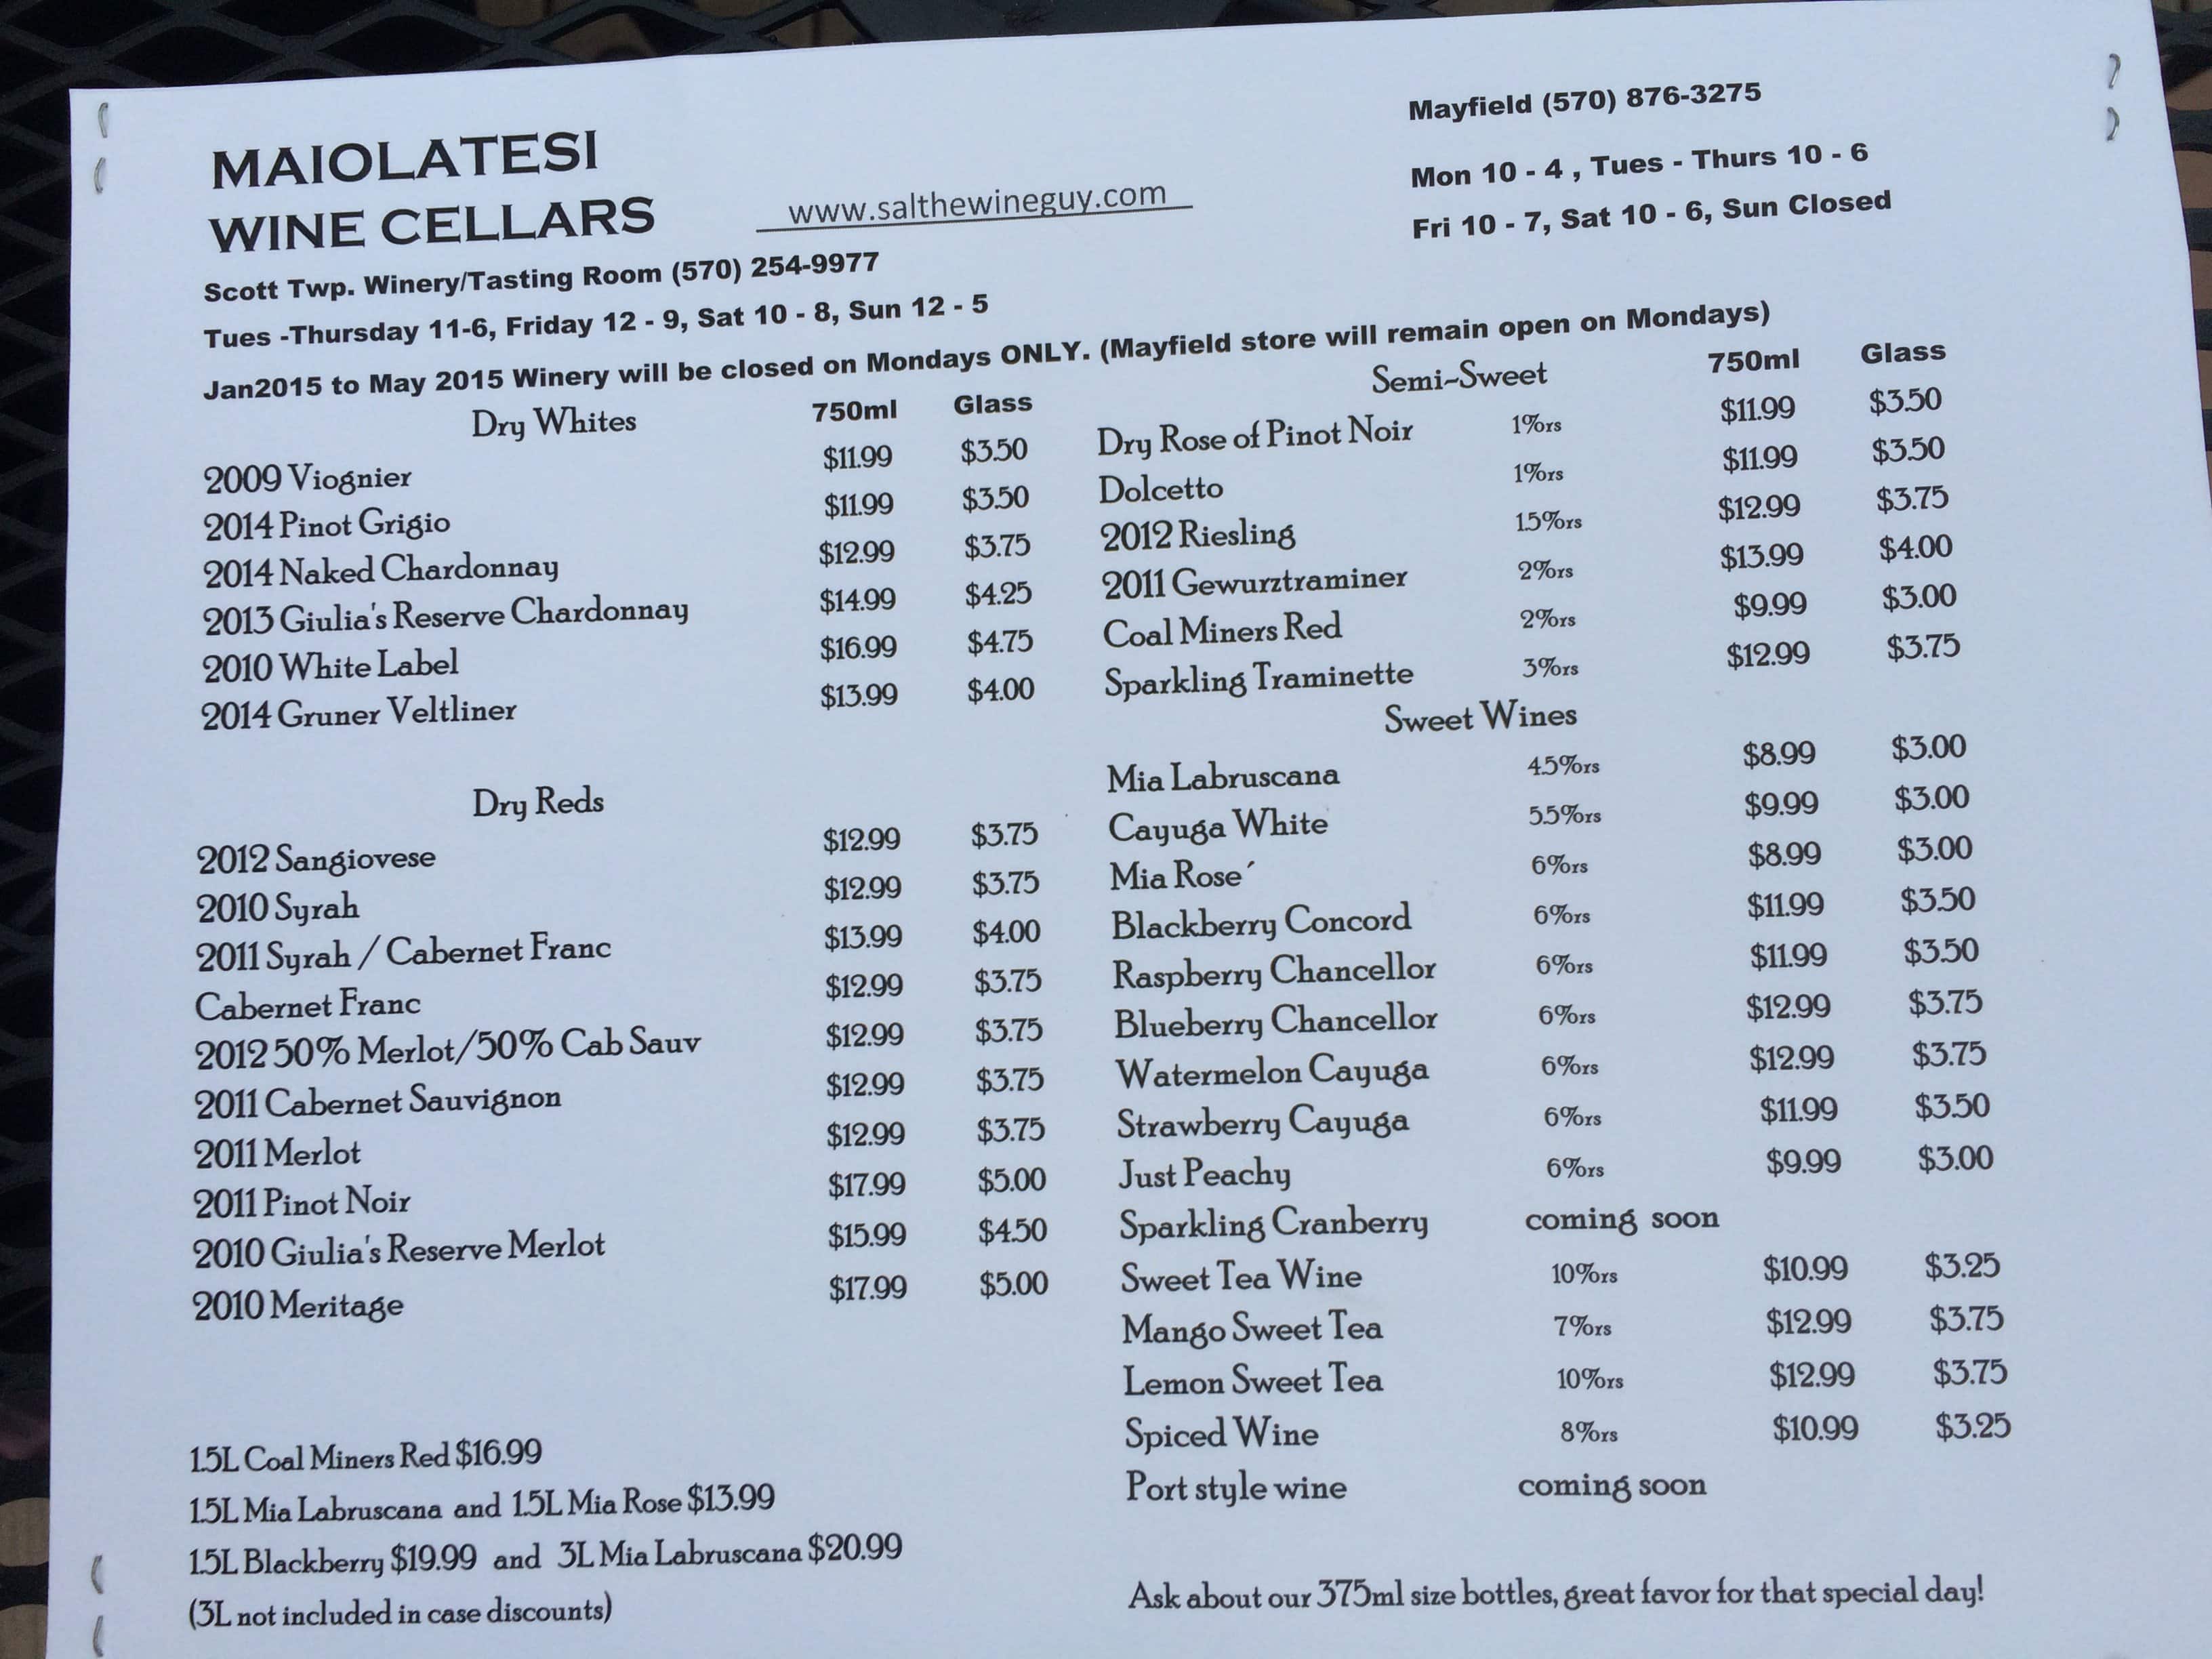 MAIOLATESI
WINE CELLARS
www.salthewineguy.com
Mayfield (570) 876-3275
Mon 10 - 4 , Tues - Thurs 10 - 6
Fri 10 - 7, Sat 10 - 6, Sun Closed
Scott Twp. Winery/Tasting Room (570) 254-9977
Tues -Thursday 11-6, Friday 12 - 9, Sat 10 - 8, Sun 12 - 5
Jan2015 to May 2015 Winery will be closed on Mondays ONLY. (Mayfield store will remain open on Mondays)
Dry Whites 750ml Glass
2009 Viognier $11.99 $3.50
2014 Pinot Grigio $11.99 $3.50
2014 Naked Chardonnay $12.99 $3.75
2013 Giulia's Reserve Chardonnay $14.99 $4.25
2010 White Label $16.99 $4.75
2014 Gruner Veltliner $13.99 $4.00
Dry Reds
2012 Sangiovese $12.99 $3.75
2010 Syrah $12.99 $3.75
2011 Syrah / Cabernet Franc $13.99 $4.00
Cabernet Franc $12.99 $3.75
2012 50% Merlot/50% Cab Sauv $12.99 $3.75
2011 Cabernet Sauvignon $12.99 $3.75
2011 Merlot $12.99 $3.75
2011 Pinot Noir $17.99 $5.00
2010 Giulia's Reserve Merlot $15.99 $4.50
2010 Meritage $17.99 $5.00
1.5L Coal Miners Red $16.99
1.5L Mia Labruscana and 1.5L Mia Rose $13.99
1.5L Blackberry $19.99 and 3L Mia Labruscana $20.99
(3L not included in case discounts)
Semi~Sweet 750ml Glass
Dry Rose of Pinot Noir 1%rs $11.99 $3.50
Dolcetto 1%rs $11.99 $3.50
2012 Riesling 1.5%rs $12.99 $3.75
2011 Gewurztraminer 2%rs $13.99 $4.00
Coal Miners Red 2%rs $9.99 $3.00
Sparkling Traminette 3%rs $12.99 $3.75
Sweet Wines
Mia Labruscana 4.5%rs $8.99 $3.00
Cayuga White 5.5%rs $9.99 $3.00
Mia Rose´ 6%rs $8.99 $3.00
Blackberry Concord 6%rs $11.99 $3.50
Raspberry Chancellor 6%rs $11.99 $3.50
Blueberry Chancellor 6%rs $12.99 $3.75
Watermelon Cayuga 6%rs $12.99 $3.75
Strawberry Cayuga 6%rs $11.99 $3.50
Just Peachy 6%rs $9.99 $3.00
Sparkling Cranberry coming soon
Sweet Tea Wine 10%rs $10.99 $3.25
Mango Sweet Tea 7%rs $12.99 $3.75
Lemon Sweet Tea 10%rs $12.99 $3.75
Spiced Wine 8%rs $10.99 $3.25
Port style wine coming soon
Ask about our 375ml size bottles, great favor for that special day!